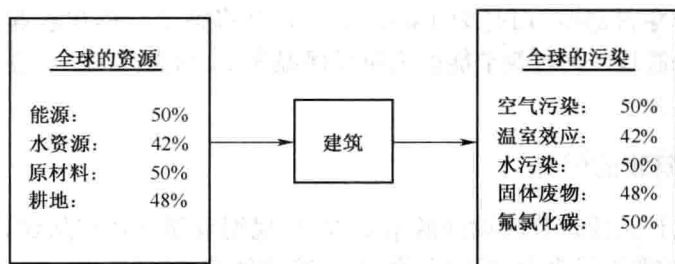 全球的资源
能源： 50%
水资源： 42%
原材料： 50%
耕地： 48%
建筑
全球的污染
空气污染： 50%
温室效应： 42%
水污染： 50%
固体废物： 48%
氟氯化碳： 50%